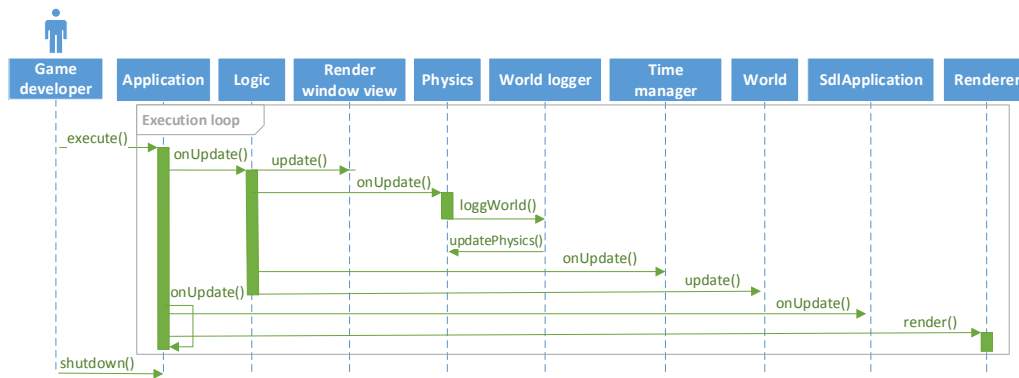 Game
developer
Application
Logic
Render
window view
Physics
World logger
Time
manager
World
SdlApplication
Renderer
Execution loop
execute()
onUpdate()
update()
onUpdate()
loggWorld()
updatePhysics()
onUpdate()
update()
onUpdate()
onUpdate()
render()
shutdown()